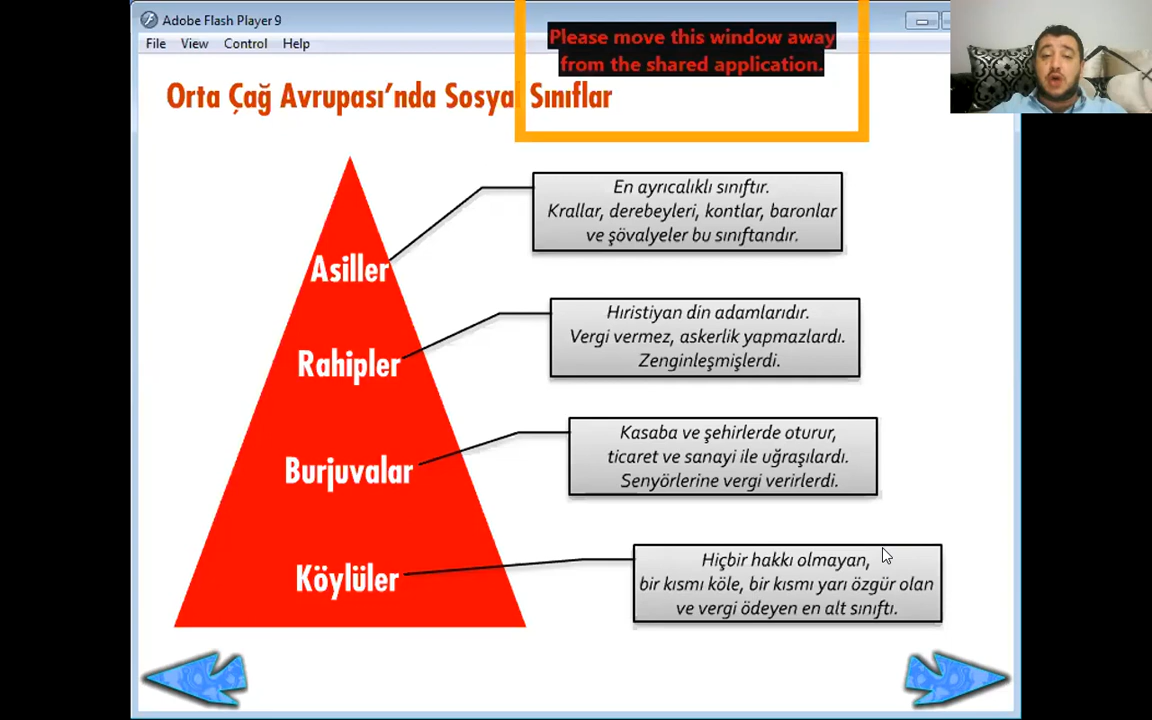 Adobe Flash Player 9
File View Control Help
Please move this window away
from the shared application.
Orta Çağ Avrupası’nda Sosyal Sınıflar
En ayrıcalıklı sınıftır.
Krallar, derebeyleri, kontlar, baronlar
ve şövalyeler bu sınıftandır.
Asiller
Hıristiyan din adamlarıdır.
Vergi vermez, askerlik yapmazlardı.
Zenginleşmişlerdi.
Rahipler
Kasaba ve şehirlerde oturur,
ticaret ve sanayi ile uğraşılardı.
Senyörlerine vergi verirlerdi.
Burjuvalar
Hiçbir hakkı olmayan,
bir kısmı köle, bir kısmı yarı özgür olan
ve vergi ödeyen en alt sınıftı.
Köylüler